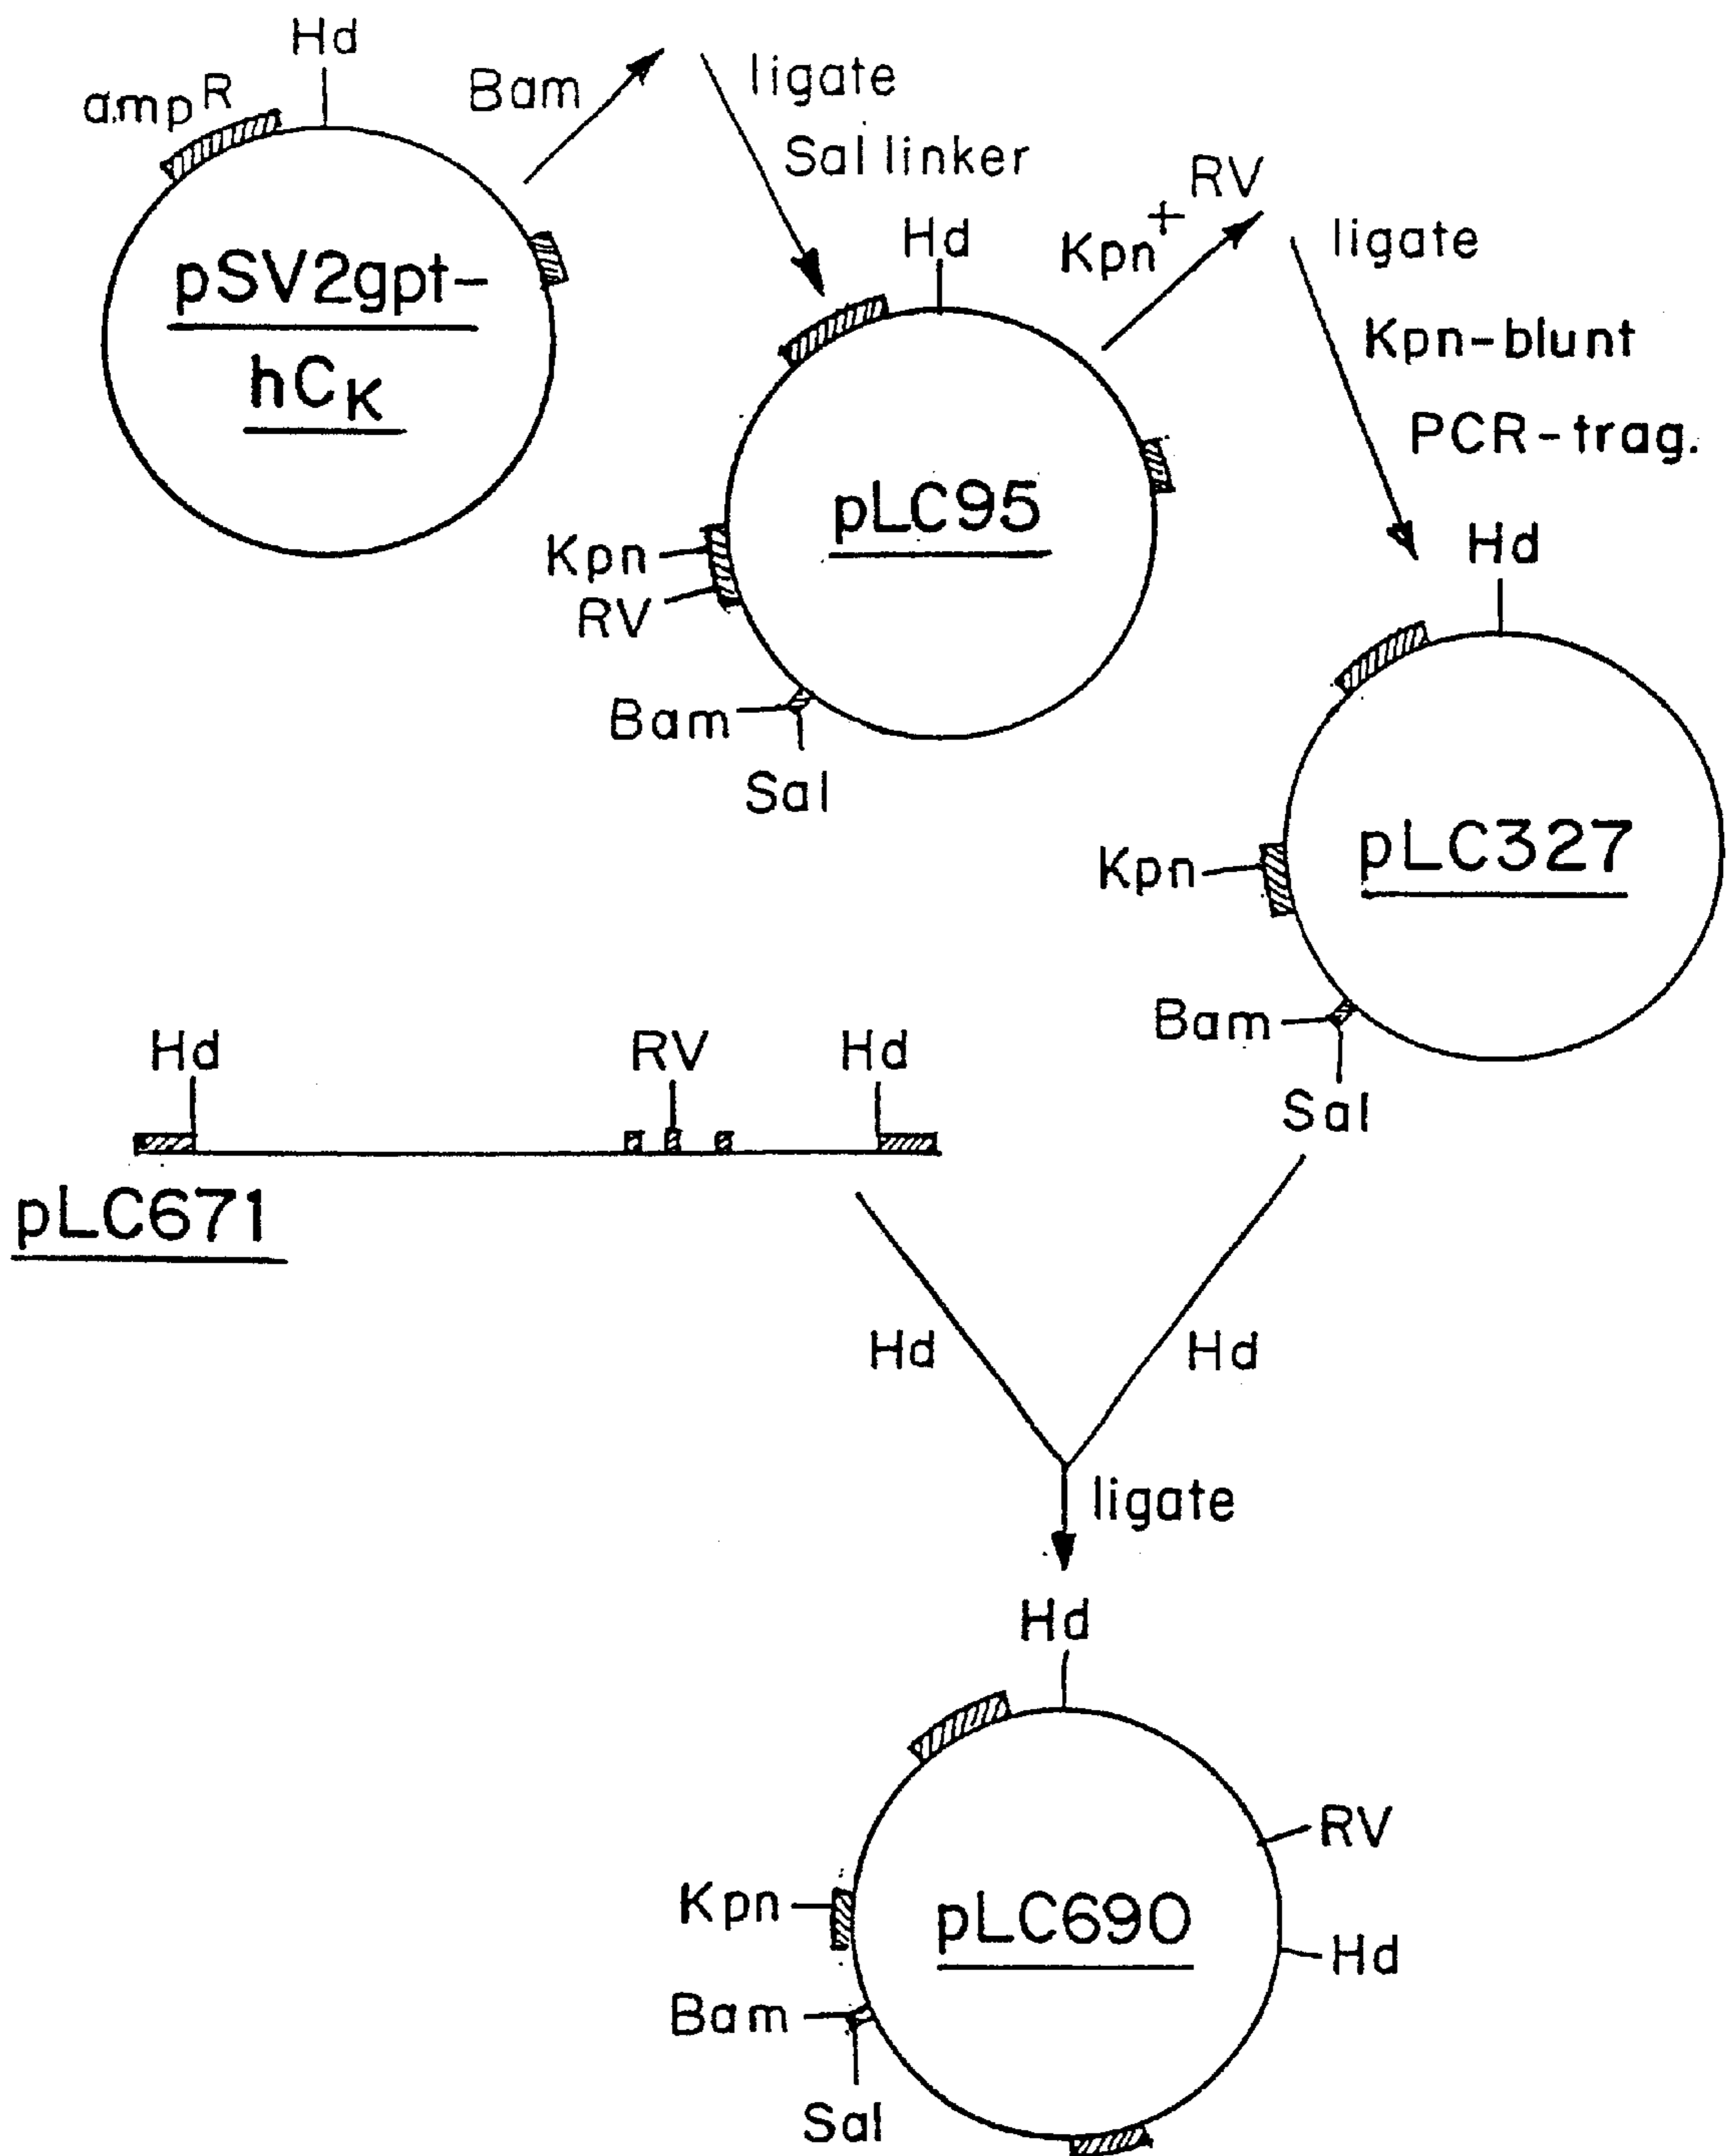 Hd
ampR
Bam
ligate
Sal linker
pSV2gpt-
hCK
Hd
Kpn + RV
ligate
Kpn-blunt
PCR-trag.
pLC95
Kpn
RV
Bam
Sal
Hd
pLC327
Kpn
Bam
Sal
Hd
RV
Hd
pLC671
Hd
Hd
ligate
Hd
RV
Kpn
pLC690
Hd
Bam
Sal